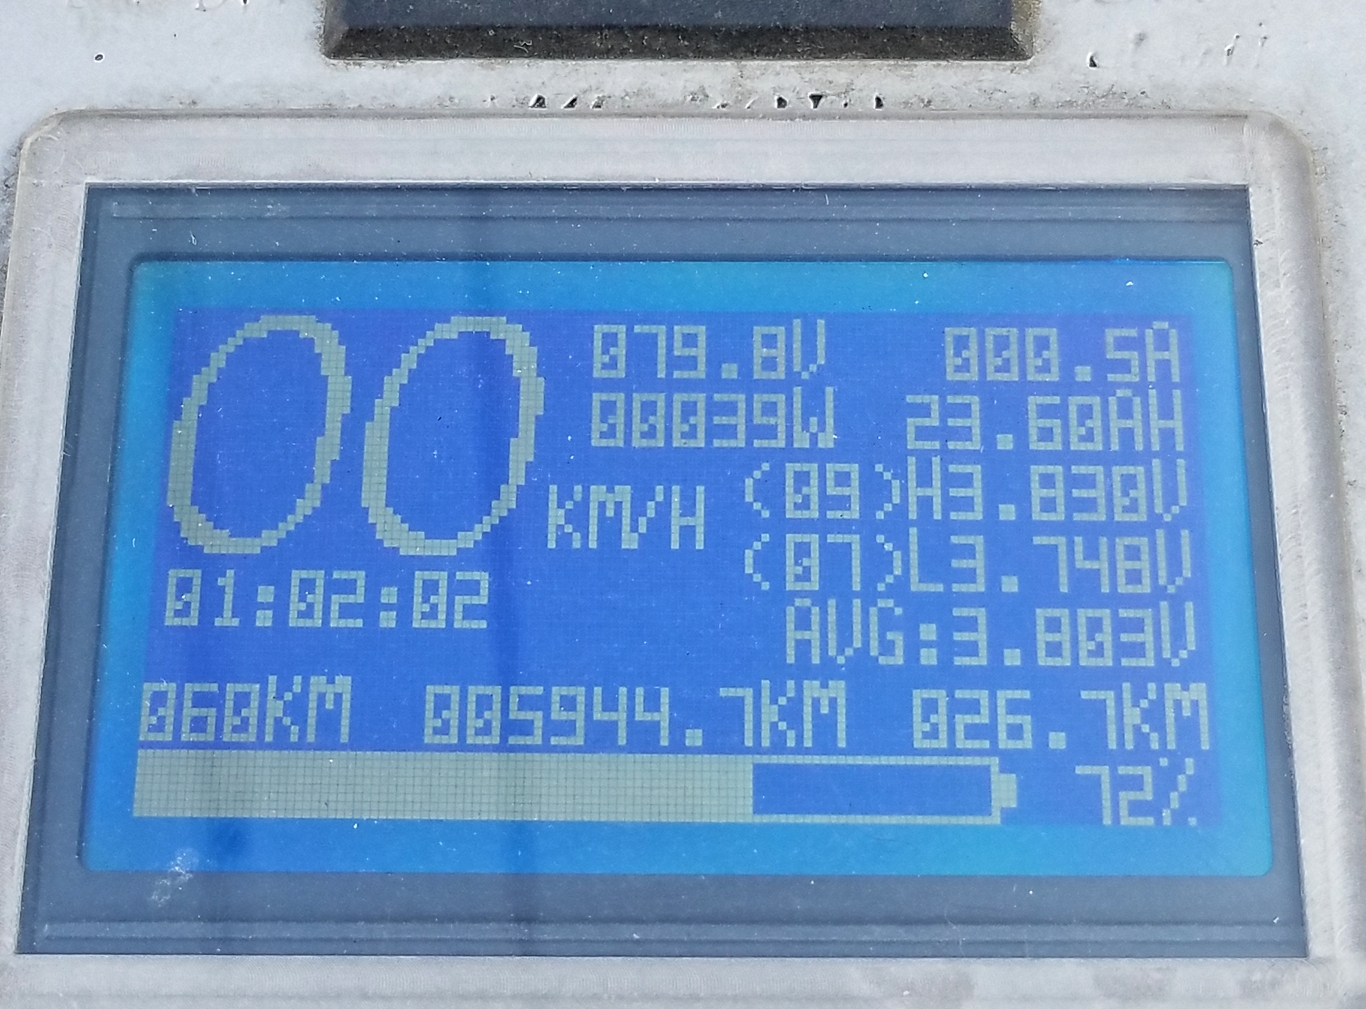 00 KM/H 079.8V 000.5A
00039W 23.60AH
(09)H3.830V
(07)L3.748V
01:02:02 AVG:3.803V
060KM 005944.7KM 026.7KM
72%